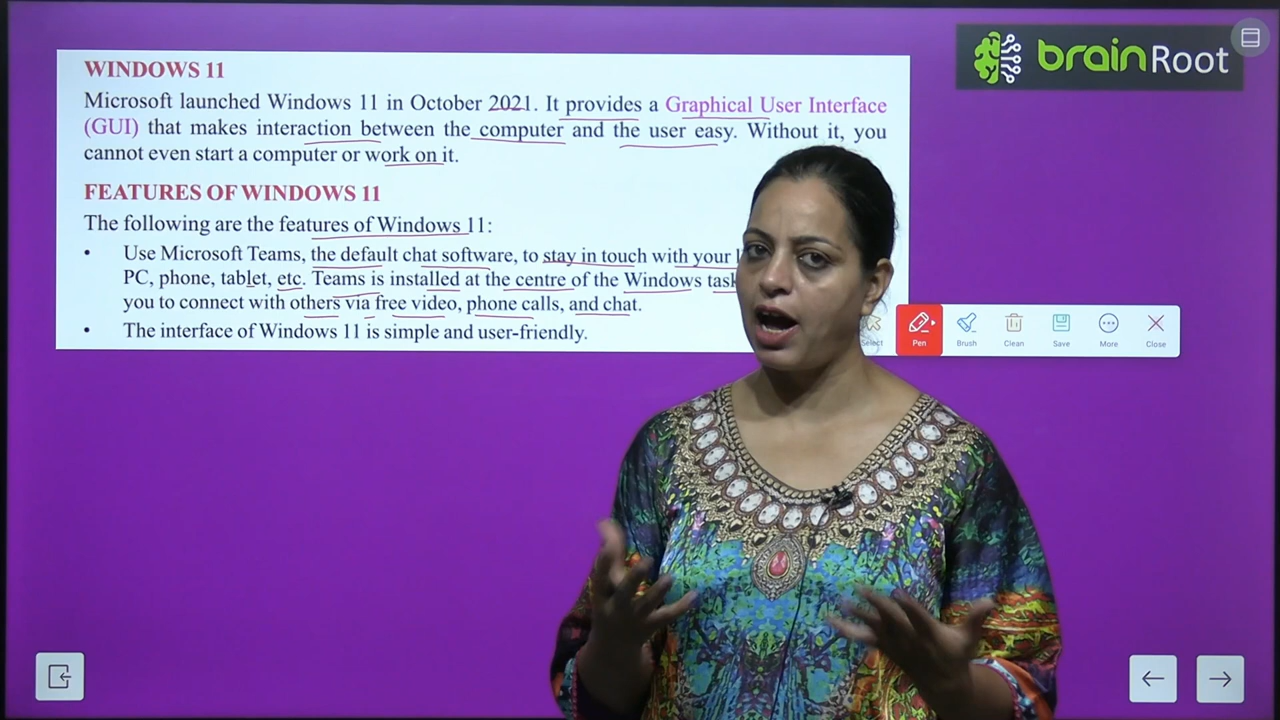 brainRoot
WINDOWS 11
Microsoft launched Windows 11 in October 2021. It provides a Graphical User Interface
(GUI) that makes interaction between the computer and the user easy. Without it, you
cannot even start a computer or work on it.
FEATURES OF WINDOWS 11
The following are the features of Windows 11:
• Use Microsoft Teams, the default chat software, to stay in touch with your
PC, phone, tablet, etc. Teams is installed at the centre of the Windows
you to connect with others via free video, phone calls, and chat.
• The interface of Windows 11 is simple and user-friendly.
Select Pen Brush Clean Save More Close